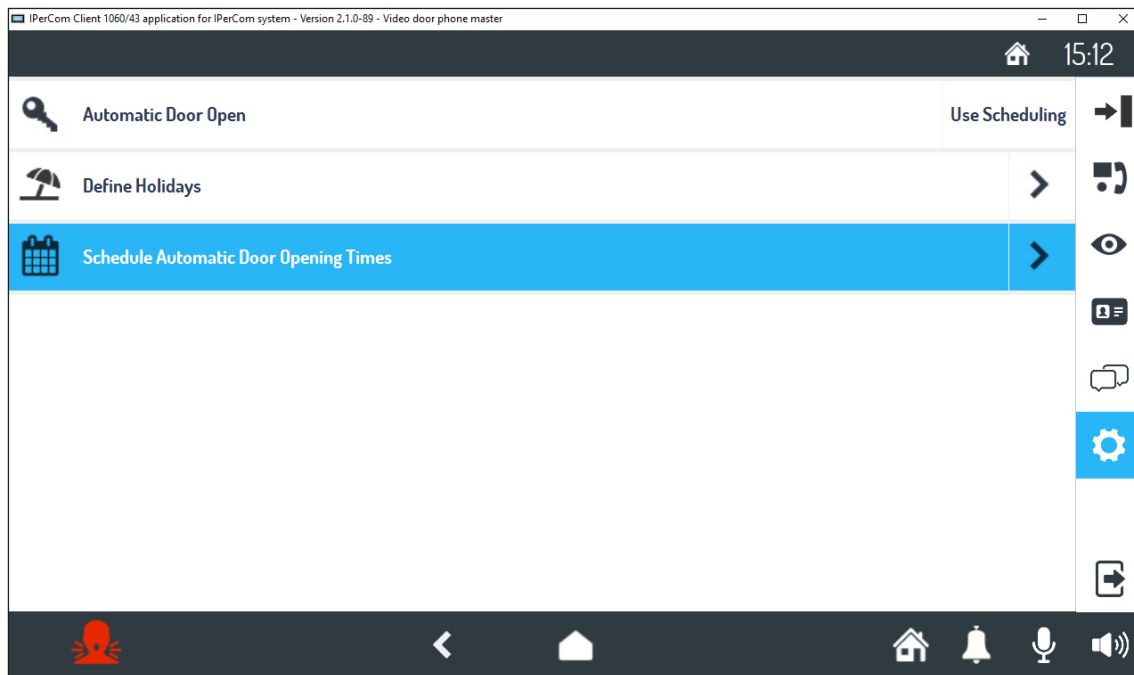 IPerCom Client 1060/43 application for IPerCom system - Version 2.1.0-89 - Video door phone master
15:12
Automatic Door Open
Use Scheduling
Define Holidays
Schedule Automatic Door Opening Times